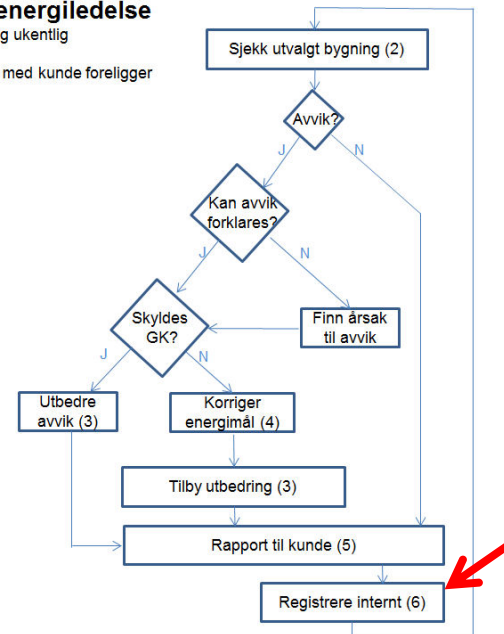 energiledelse
g ukentlig
med kunde foreligger
Sjekk utvalgt bygning (2)
Avvik?
J
N
Kan avvik
forklares?
J
N
Skyldes
GK?
Finn årsak
til avvik
J
N
Utbedre
avvik (3)
Korriger
energimål (4)
Tilby utbedring (3)
Rapport til kunde (5)
Registrere internt (6)